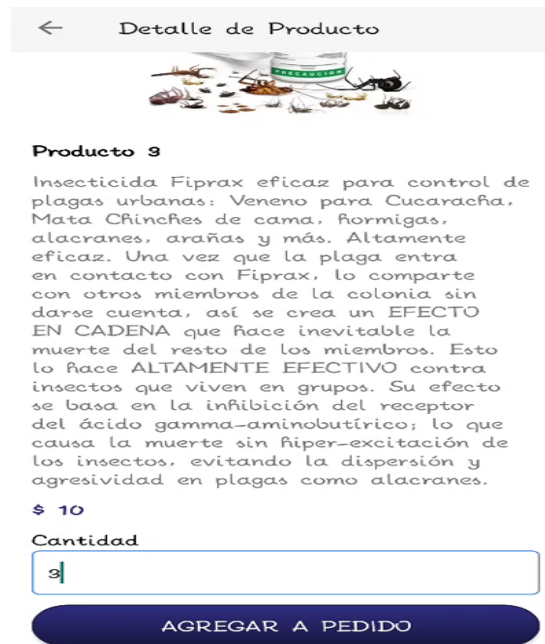 Detalle de Producto
PRECAUCIÓN
Producto 3
Insecticida Fiprax eficaz para control de
plagas urbanas: Veneno para Cucaracha,
Mata Chinches de cama, hormigas,
alacranes, arañas y más. Altamente
eficaz. Una vez que la plaga entra
en contacto con Fiprax, lo comparte
con otros miembros de la colonia sin
darse cuenta, así se crea un EFECTO
EN CADENA que hace inevitable la
muerte del resto de los miembros. Esto
lo hace ALTAMENTE EFECTIVO contra
insectos que viven en grupos. Su efecto
se basa en la inhibición del receptor
del ácido gamma-aminobutírico; lo que
causa la muerte sin hiper-excitación de
los insectos, evitando la dispersión y
agresividad en plagas como alacranes.
$ 10
Cantidad
3
AGREGAR A PEDIDO